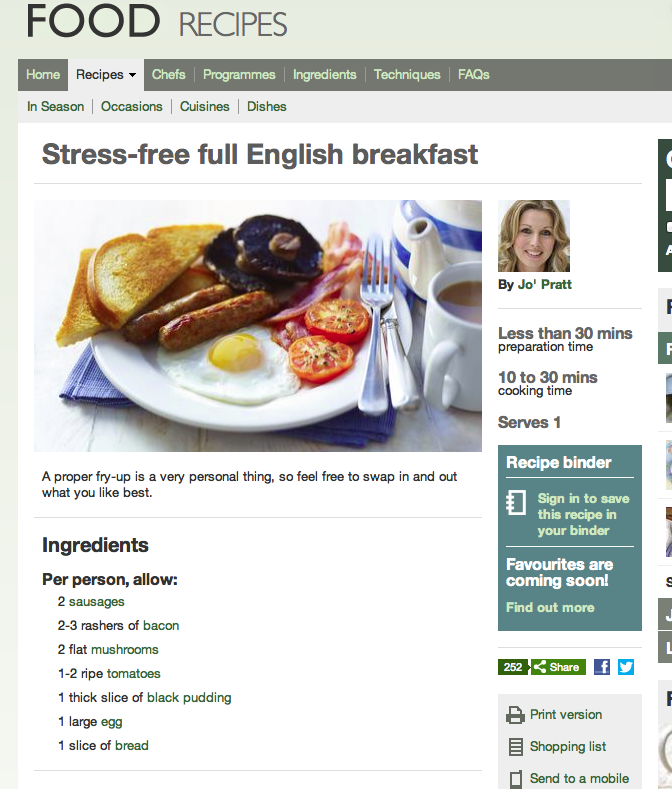 FOOD RECIPES
Home Recipes Chefs Programmes Ingredients Techniques FAQs
In Season Occasions Cuisines Dishes
Stress-free full English breakfast
By Jo' Pratt
Less than 30 mins
preparation time
10 to 30 mins
cooking time
Serves 1
A proper fry-up is a very personal thing, so feel free to swap in and out
what you like best.
Recipe binder
Sign in to save
this recipe in
your binder
Favourites are
coming soon!
Find out more
Ingredients
Per person, allow:
2 sausages
2-3 rashers of bacon
2 flat mushrooms
1-2 ripe tomatoes
1 thick slice of black pudding
1 large egg
1 slice of bread
252 Share
Print version
Shopping list
Send to a mobile